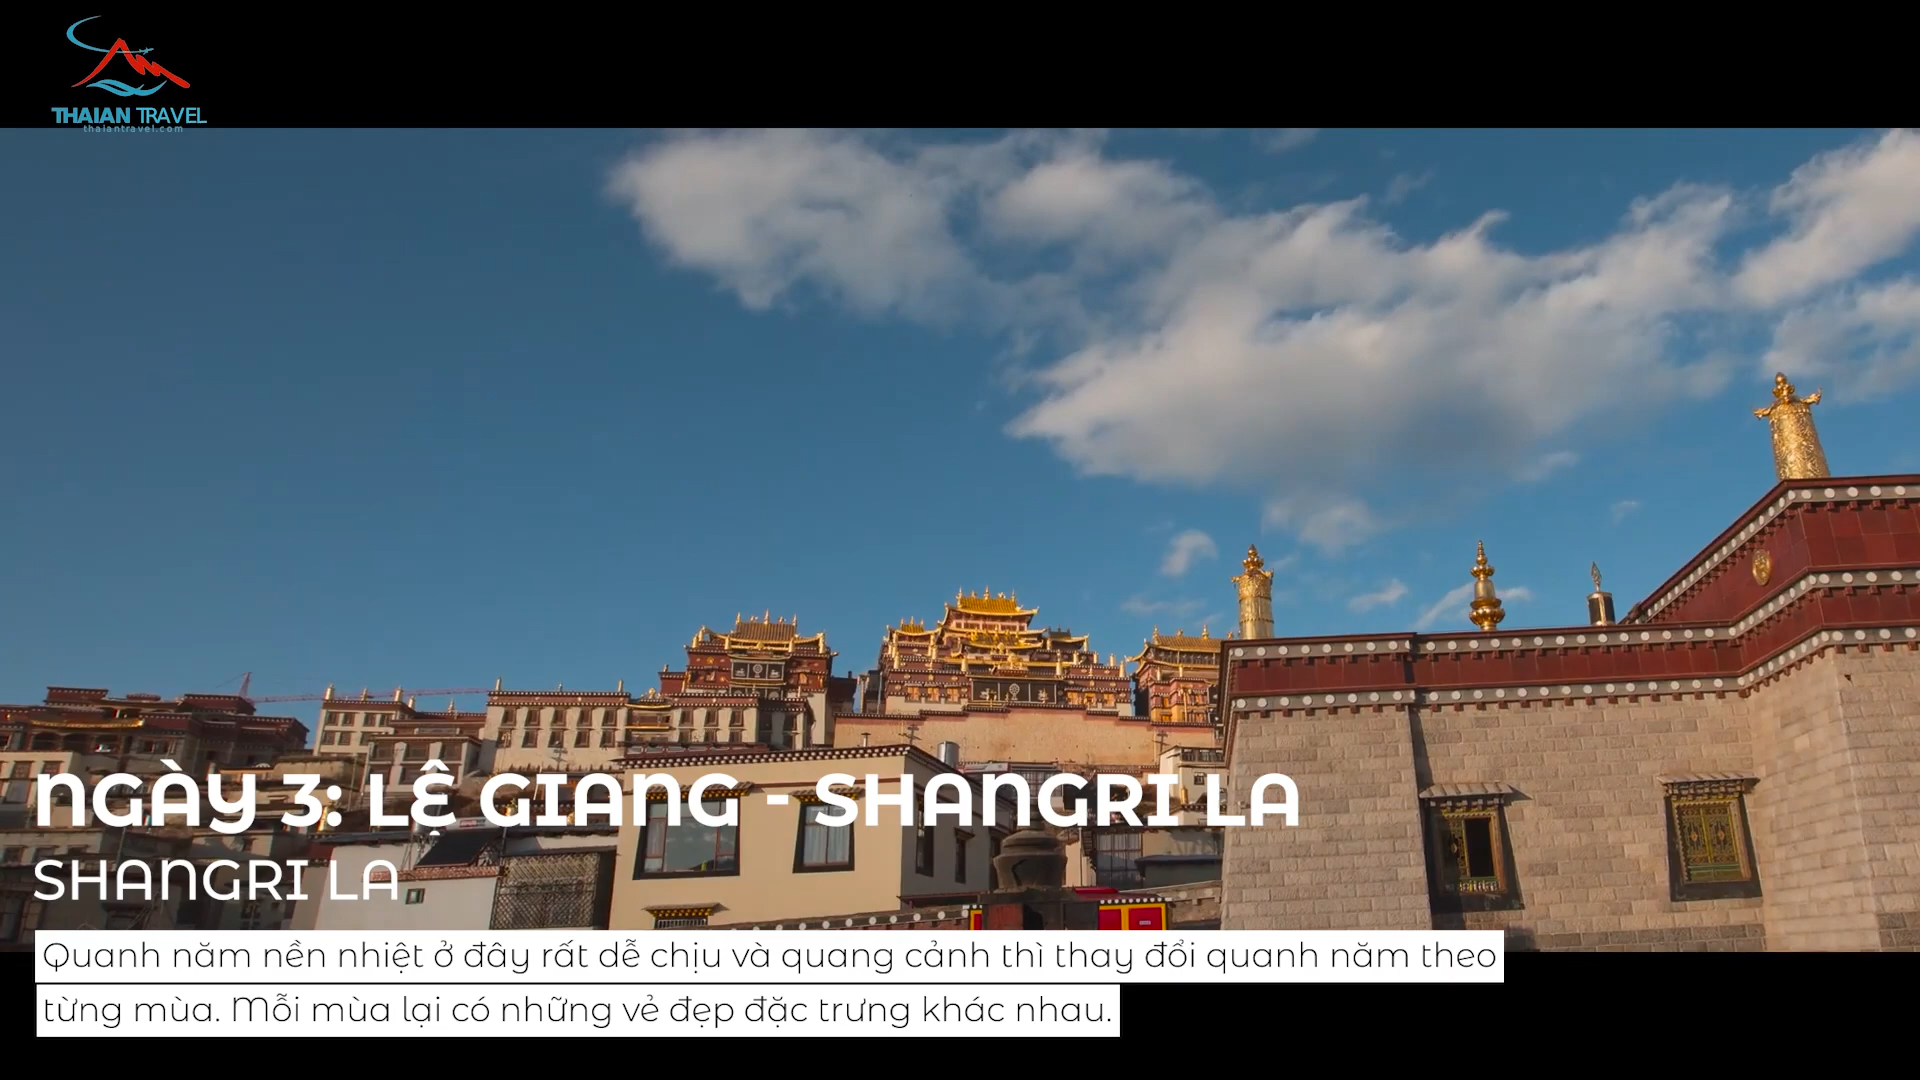 THAIAN TRAVEL
thaiantravel.com
NGÀY 3: LỆ GIANG - SHANGRI LA
SHANGRI LA
Quanh năm nền nhiệt ở đây rất dễ chịu và quang cảnh thì thay đổi quanh năm theo
từng mùa. Mỗi mùa lại có những vẻ đẹp đặc trưng khác nhau.